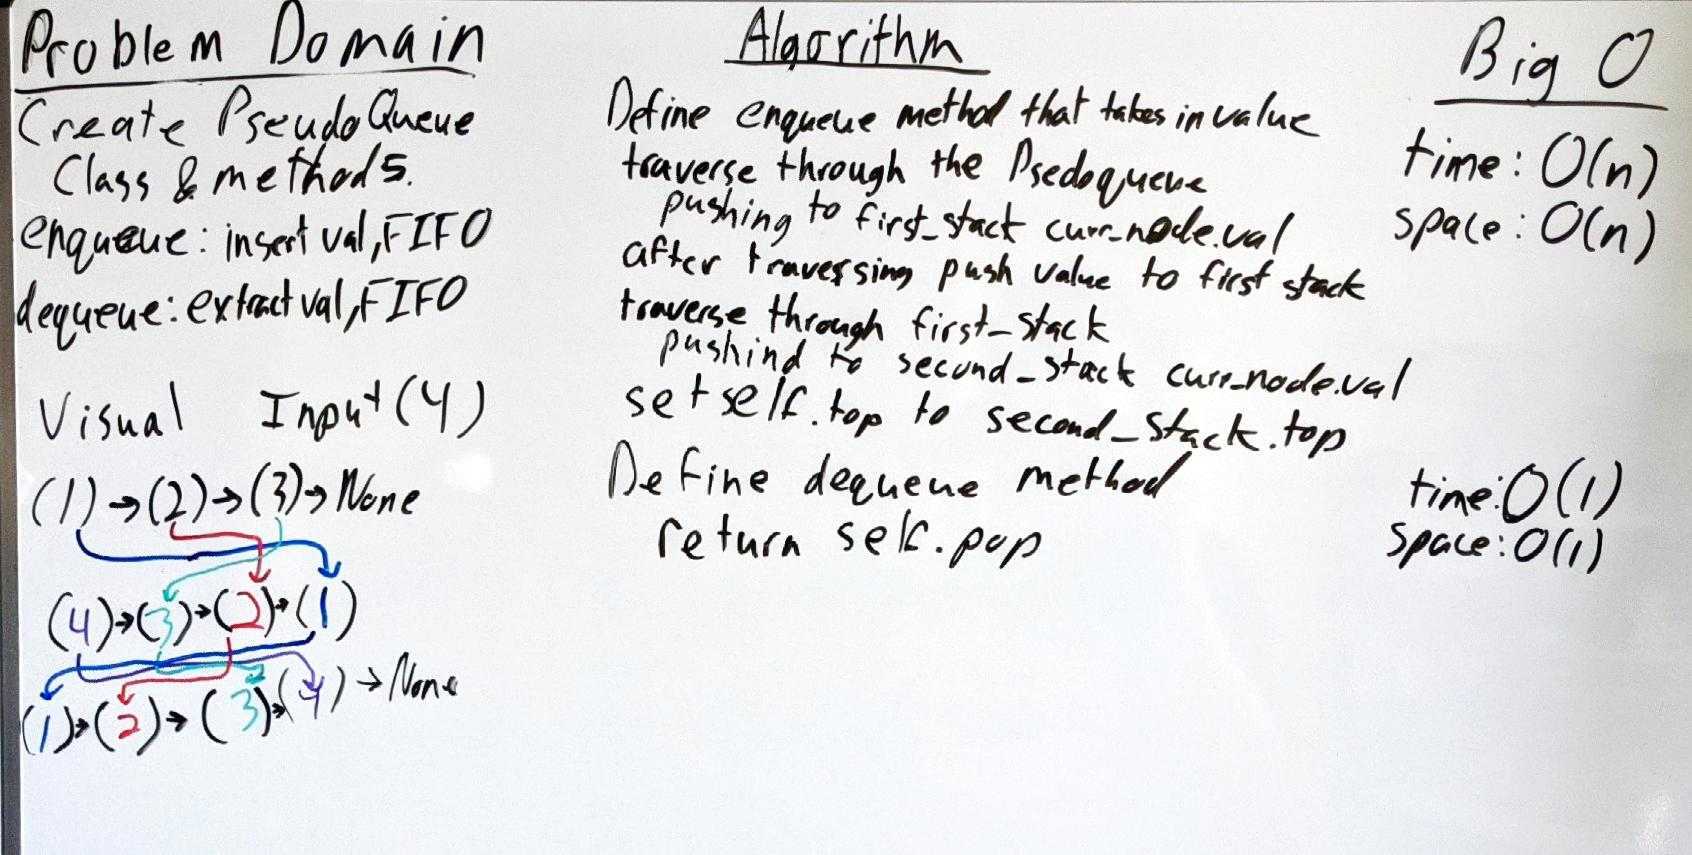 Problem Domain
Create PseudoQueue
Class & methods.
enqueue: insert val, FIFO
dequeue: extract val, FIFO
Visual Input (4)
(1) → (2) → (3) → None
(4) → (3) → (2) → (1)
(1) → (2) → (3) → (4) → None
Algorithm
Define enqueue method that takes in value
traverse through the Psedoqueue
pushing to first_stack curr_node.val
after traversing push value to first stack
traverse through first_stack
pushind to second_stack curr_node.val
set self.top to second_stack.top
Define dequeue method
return self.pop
Big O
time: O(n)
space: O(n)
time: O(1)
space: O(1)